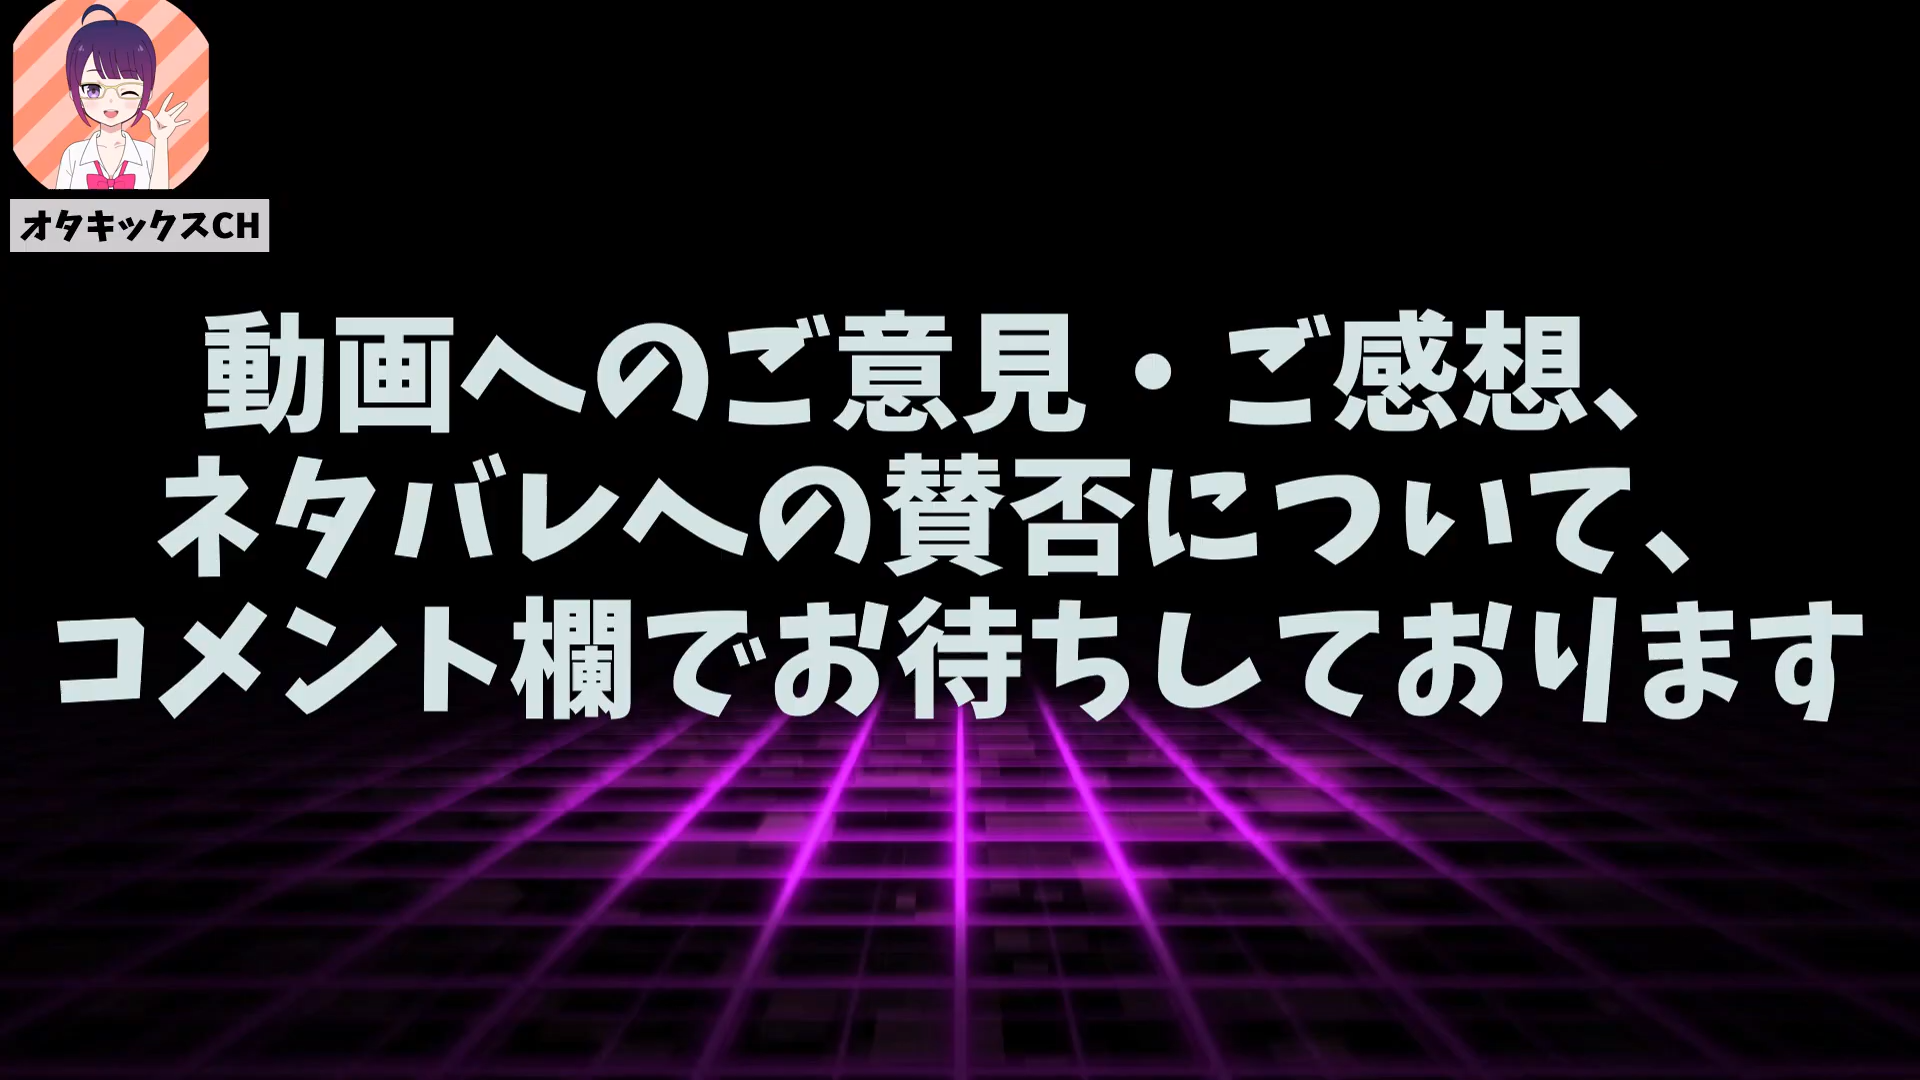 オタキックスCH
動画へのご意見・ご感想、
ネタバレへの賛否について、
コメント欄でお待ちしております